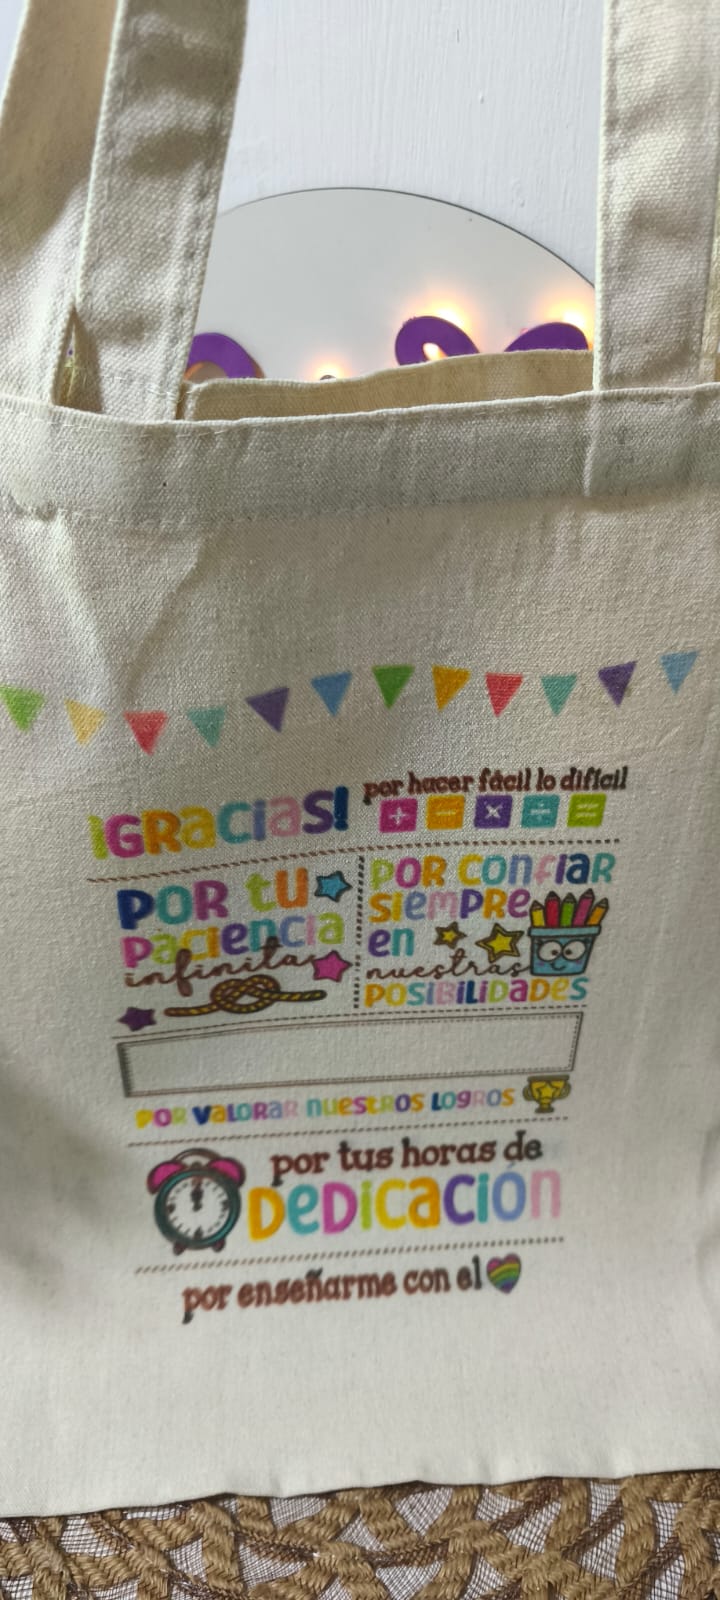 ¡GRACIAS!
por hacer fácil lo difícil
+ − × ÷ =
POR tU
paciencia
infinita
POR CONFIAR
SIEMPRE
en
nuestras
POSIBILIDADES
POR VALORAR NUESTROS LOGROS
por tus horas de
DEDICACIÓN
por enseñarme con el